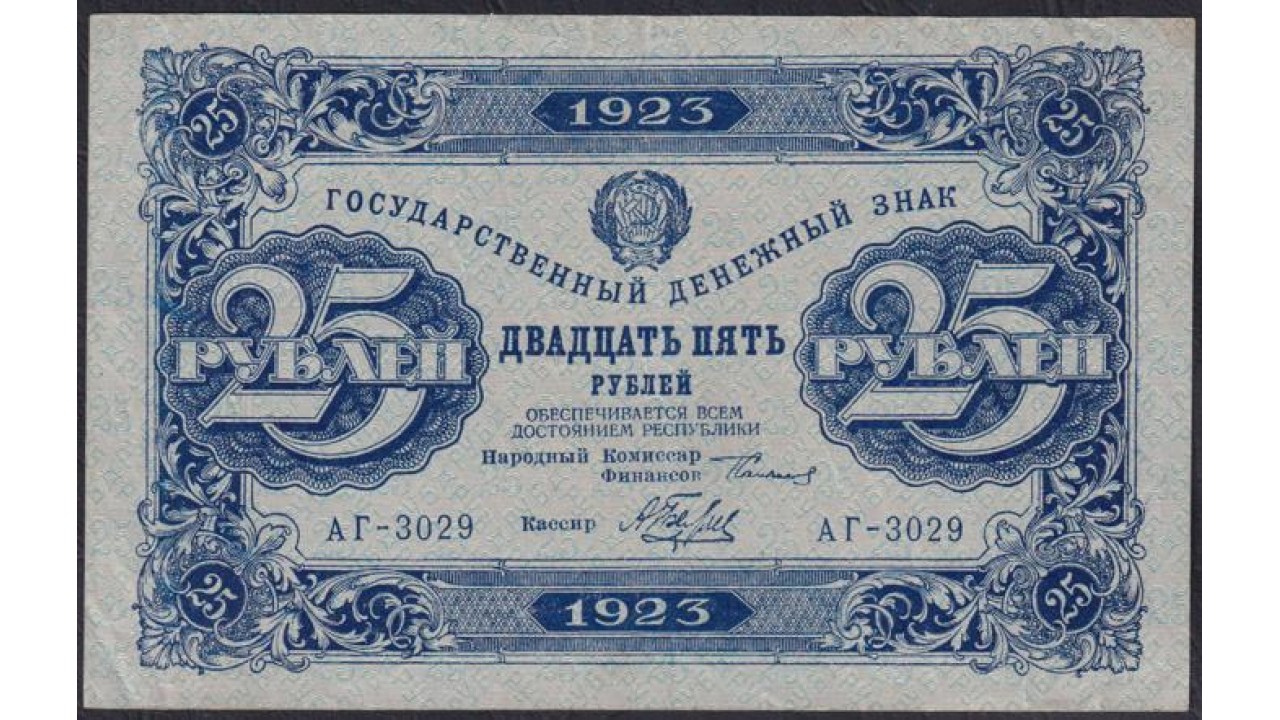 25 1923 25
ГОСУДАРСТВЕННЫЙ ДЕНЕЖНЫЙ ЗНАК
25 РУБЛЕЙ
ДВАДЦАТЬ ПЯТЬ
РУБЛЕЙ
25 РУБЛЕЙ
ОБЕСПЕЧИВАЕТСЯ ВСЕМ
ДОСТОЯНИЕМ РЕСПУБЛИКИ
Народный Комиссар
Финансов
АГ-3029 Кассир АГ-3029
25 1923 25